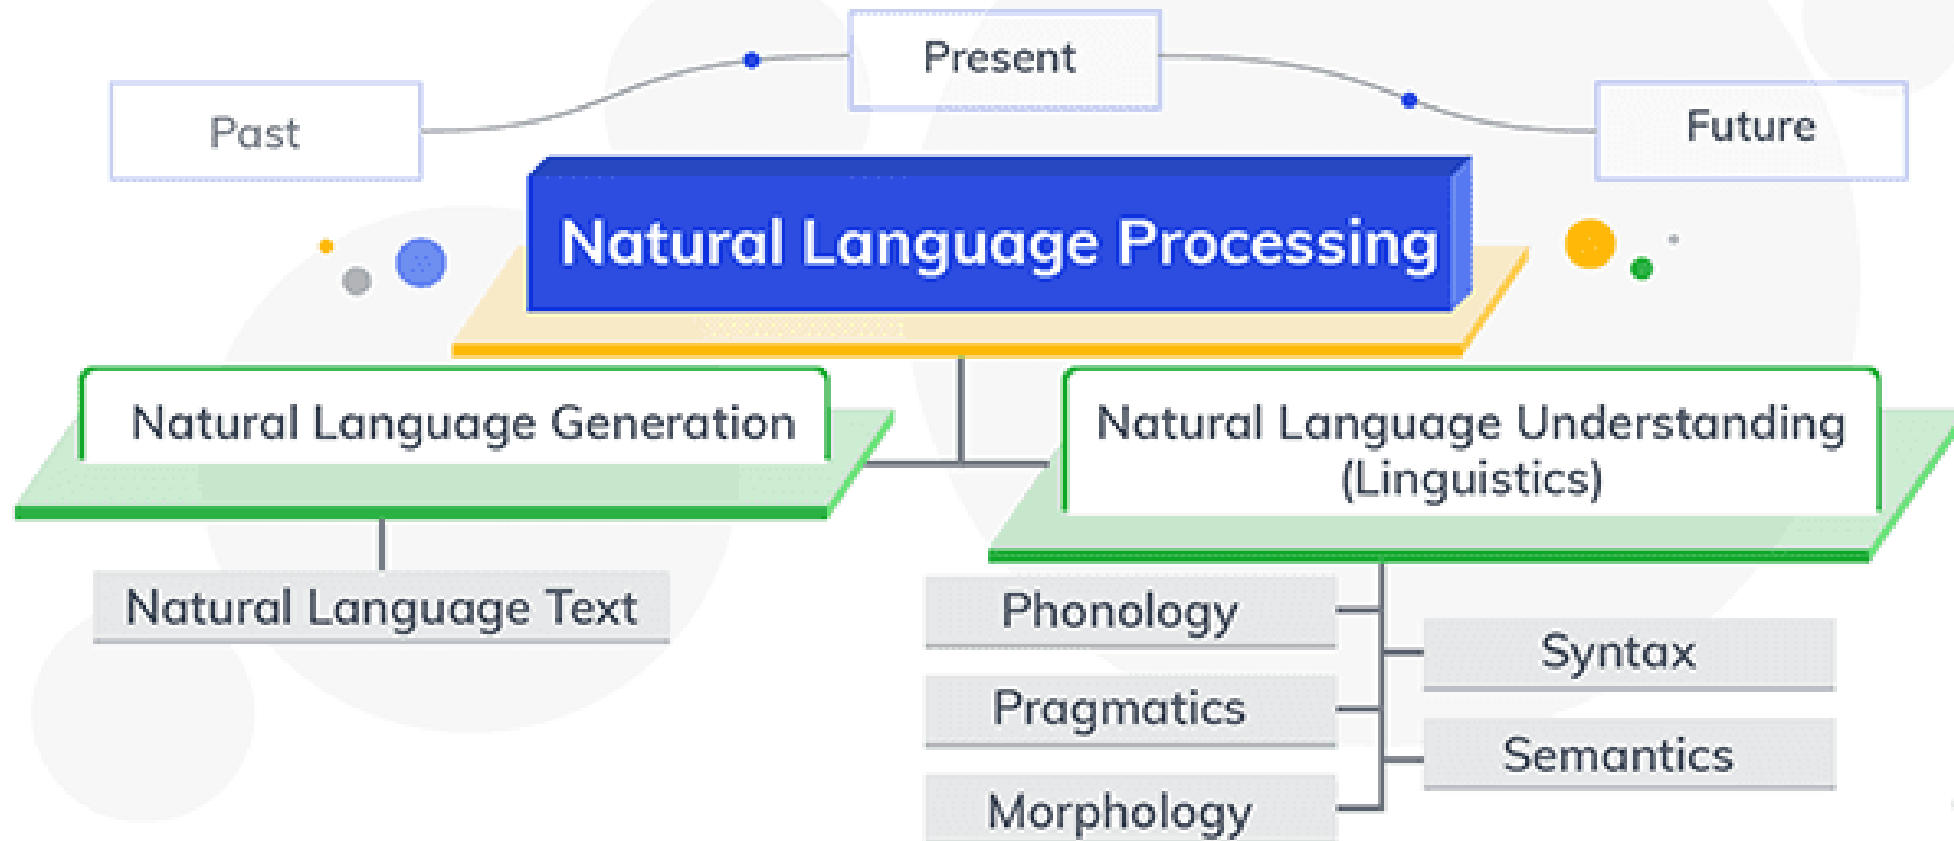 Past
Present
Future
Natural Language Processing
Natural Language Generation
Natural Language Understanding
(Linguistics)
Natural Language Text
Phonology
Syntax
Pragmatics
Semantics
Morphology